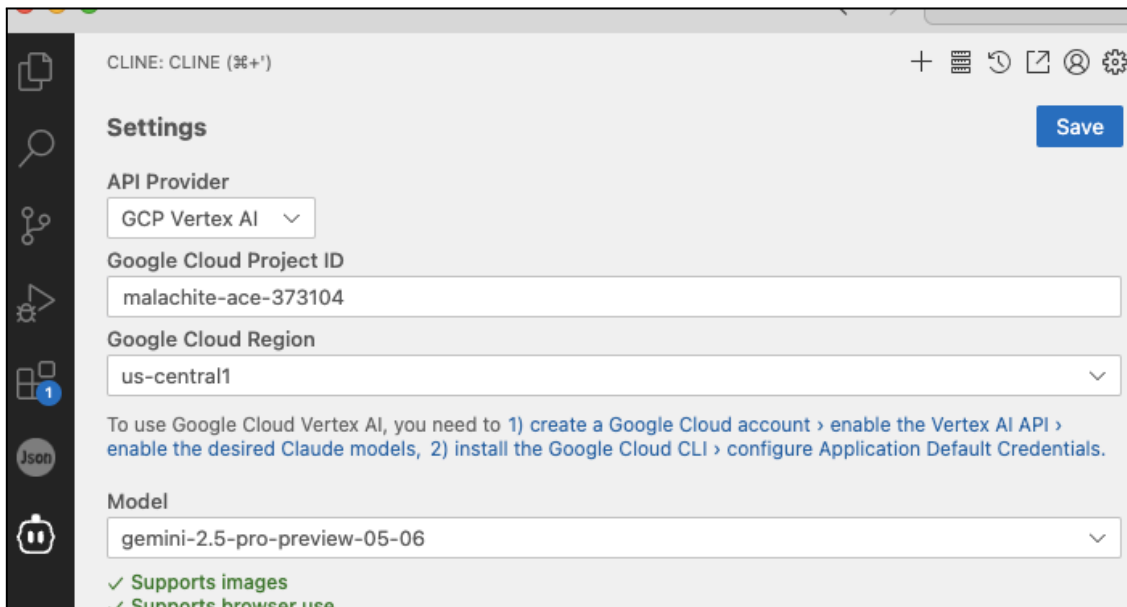 CLINE: CLINE (⌘+')
Settings
Save
API Provider
GCP Vertex AI
Google Cloud Project ID
malachite-ace-373104
Google Cloud Region
us-central1
To use Google Cloud Vertex AI, you need to 1) create a Google Cloud account › enable the Vertex AI API ›
enable the desired Claude models, 2) install the Google Cloud CLI › configure Application Default Credentials.
1
Json
Model
gemini-2.5-pro-preview-05-06
✓ Supports images
✓ Supports browser use